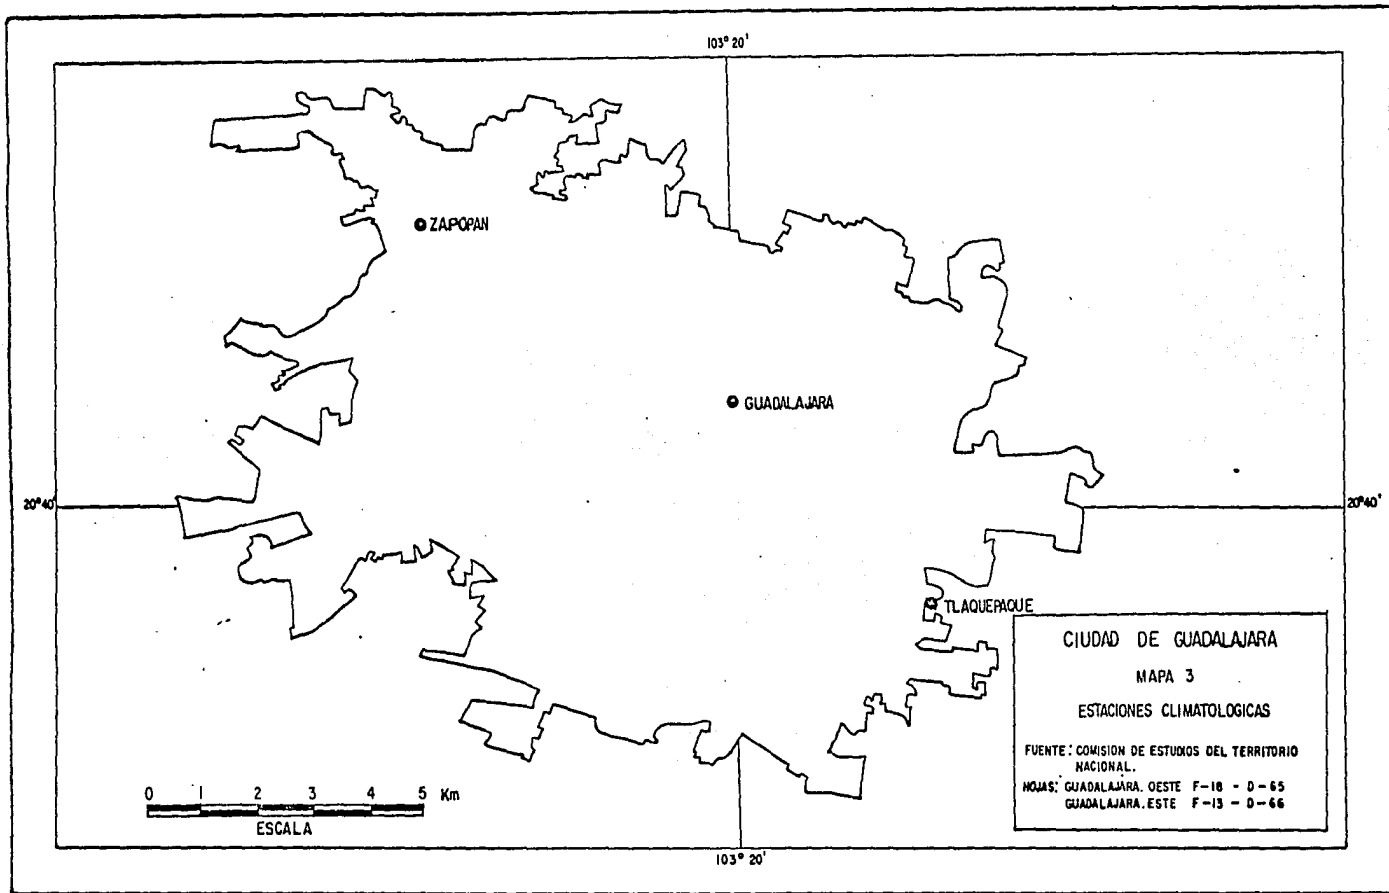 103° 20'
ZAPOPAN
GUADALAJARA
20° 40'
20° 40'
TLAQUEPAQUE
CIUDAD DE GUADALAJARA
MAPA 3
ESTACIONES CLIMATOLOGICAS
FUENTE: COMISION DE ESTUDIOS DEL TERRITORIO
NACIONAL.
HOJAS: GUADALAJARA. OESTE F-18 - D-65
GUADALAJARA. ESTE F-13 - D-66
0 1 2 3 4 5 Km
ESCALA
103° 20'